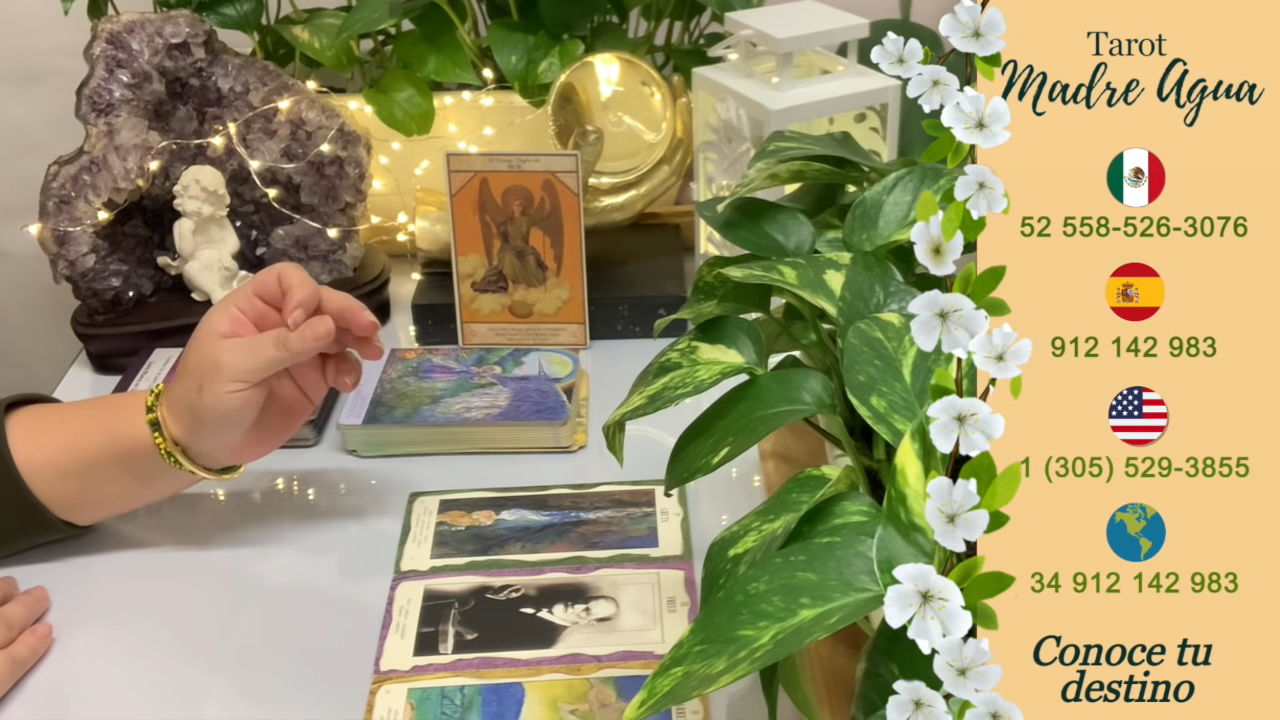 Tarot
Madre Agua
52 558-526-3076
912 142 983
1 (305) 529-3855
34 912 142 983
Conoce tu
destino